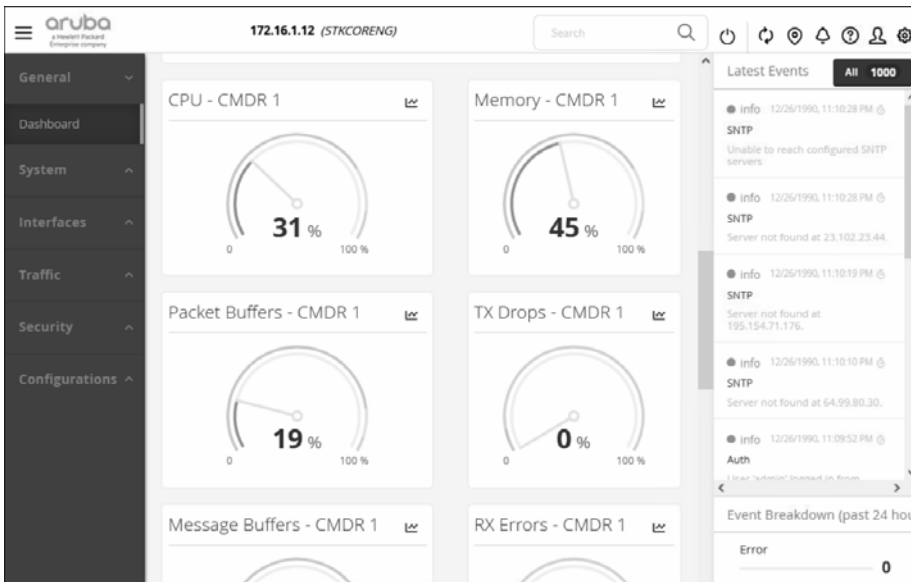 aruba
a Hewlett Packard
Enterprise company
172.16.1.12 (STKCORENG)
Search
General
Dashboard
System
Interfaces
Traffic
Security
Configurations
CPU - CMDR 1
31 %
0
100 %
Memory - CMDR 1
45 %
0
100 %
Packet Buffers - CMDR 1
19 %
0
100 %
TX Drops - CMDR 1
0 %
0
100 %
Message Buffers - CMDR 1
RX Errors - CMDR 1
Latest Events
All 1000
info 12/26/1990, 11:10:28 PM
SNTP
Unable to reach configured SNTP
servers
info 12/26/1990, 11:10:28 PM
SNTP
Server not found at 23.102.23.44.
info 12/26/1990, 11:10:19 PM
SNTP
Server not found at
195.154.71.176.
info 12/26/1990, 11:10:10 PM
SNTP
Server not found at 64.99.80.30.
info 12/26/1990, 11:09:52 PM
Auth
User 'admin' logged in from
Event Breakdown (past 24 hou
Error
0